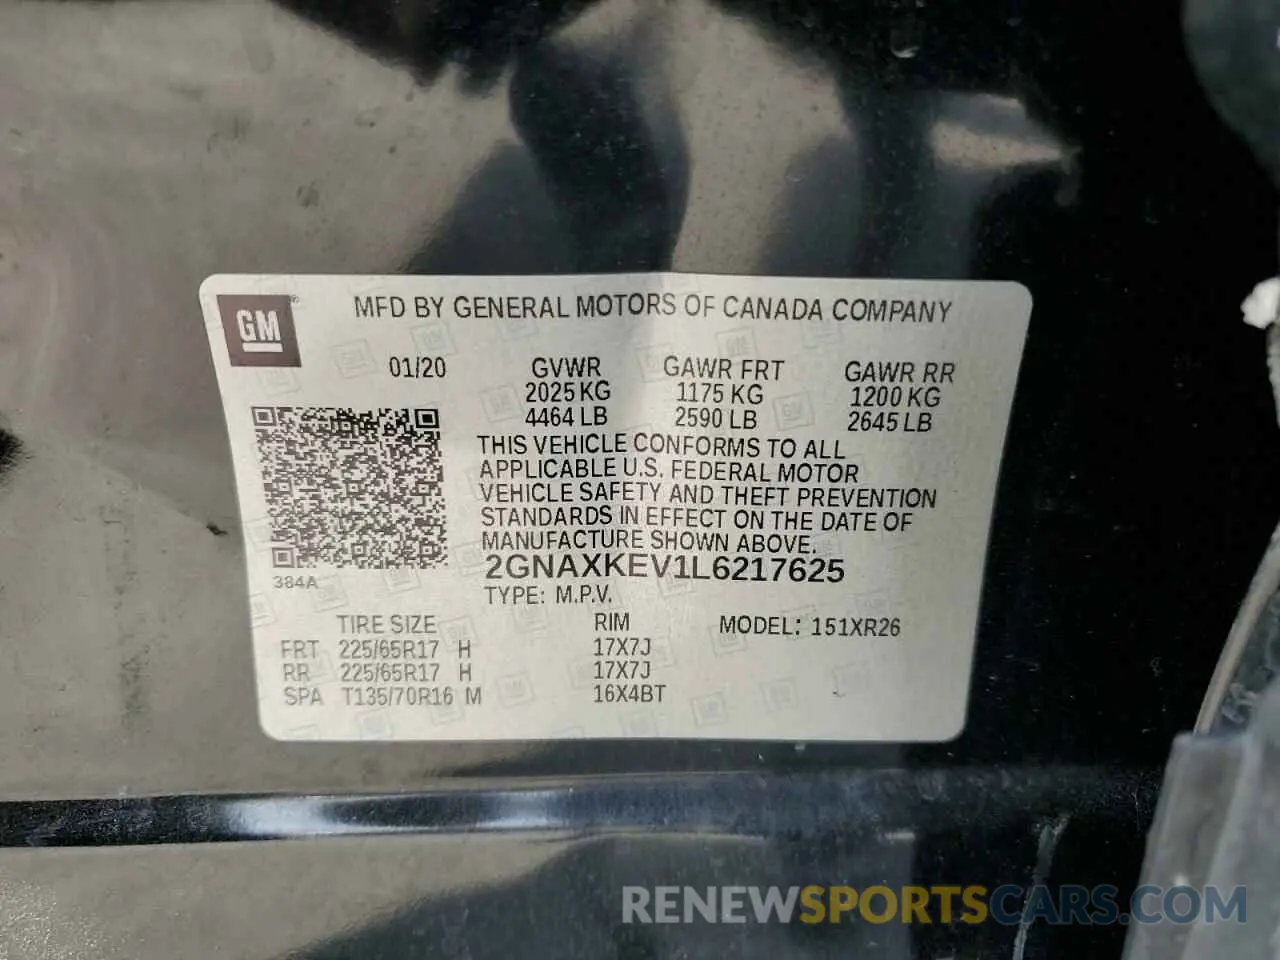 GM
MFD BY GENERAL MOTORS OF CANADA COMPANY
01/20 GVWR GAWR FRT GAWR RR
2025 KG 1175 KG 1200 KG
4464 LB 2590 LB 2645 LB
THIS VEHICLE CONFORMS TO ALL
APPLICABLE U.S. FEDERAL MOTOR
VEHICLE SAFETY AND THEFT PREVENTION
STANDARDS IN EFFECT ON THE DATE OF
MANUFACTURE SHOWN ABOVE.
384A 2GNAXKEV1L6217625
TYPE: M.P.V.
TIRE SIZE RIM MODEL: 151XR26
FRT 225/65R17 H 17X7J
RR 225/65R17 H 17X7J
SPA T135/70R16 M 16X4BT
RENEWSPORTSCARS.COM